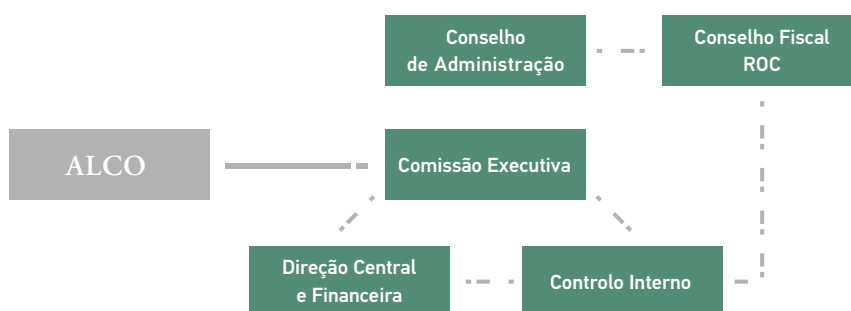 Conselho
de Administração
Conselho Fiscal
ROC
ALCO
Comissão Executiva
Direção Central
e Financeira
Controlo Interno